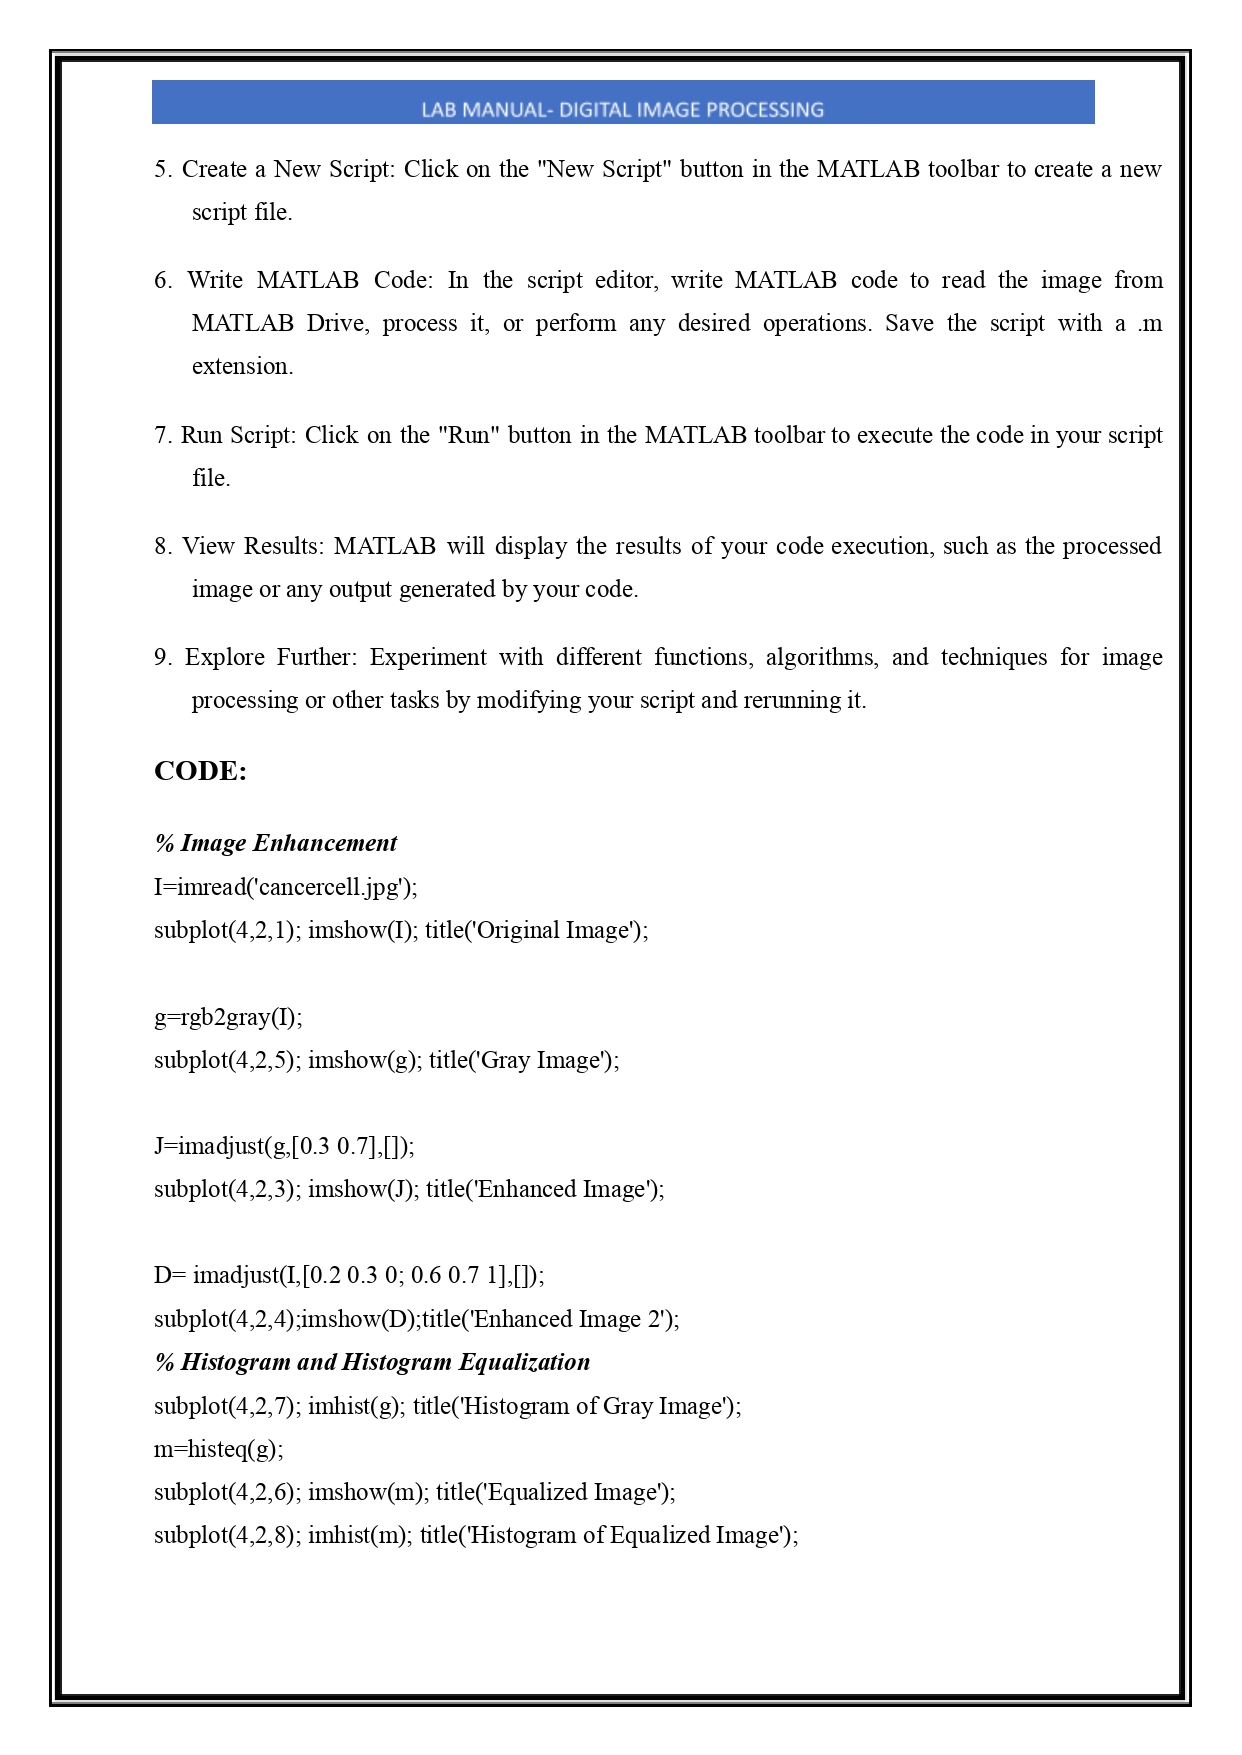 LAB MANUAL- DIGITAL IMAGE PROCESSING
5. Create a New Script: Click on the "New Script" button in the MATLAB toolbar to create a new
script file.
6. Write MATLAB Code: In the script editor, write MATLAB code to read the image from
MATLAB Drive, process it, or perform any desired operations. Save the script with a .m
extension.
7. Run Script: Click on the "Run" button in the MATLAB toolbar to execute the code in your script
file.
8. View Results: MATLAB will display the results of your code execution, such as the processed
image or any output generated by your code.
9. Explore Further: Experiment with different functions, algorithms, and techniques for image
processing or other tasks by modifying your script and rerunning it.
CODE:
% Image Enhancement
I=imread('cancercell.jpg');
subplot(4,2,1); imshow(I); title('Original Image');
g=rgb2gray(I);
subplot(4,2,5); imshow(g); title('Gray Image');
J=imadjust(g,[0.3 0.7],[]);
subplot(4,2,3); imshow(J); title('Enhanced Image');
D= imadjust(I,[0.2 0.3 0; 0.6 0.7 1],[]);
subplot(4,2,4);imshow(D);title('Enhanced Image 2');
% Histogram and Histogram Equalization
subplot(4,2,7); imhist(g); title('Histogram of Gray Image');
m=histeq(g);
subplot(4,2,6); imshow(m); title('Equalized Image');
subplot(4,2,8); imhist(m); title('Histogram of Equalized Image');